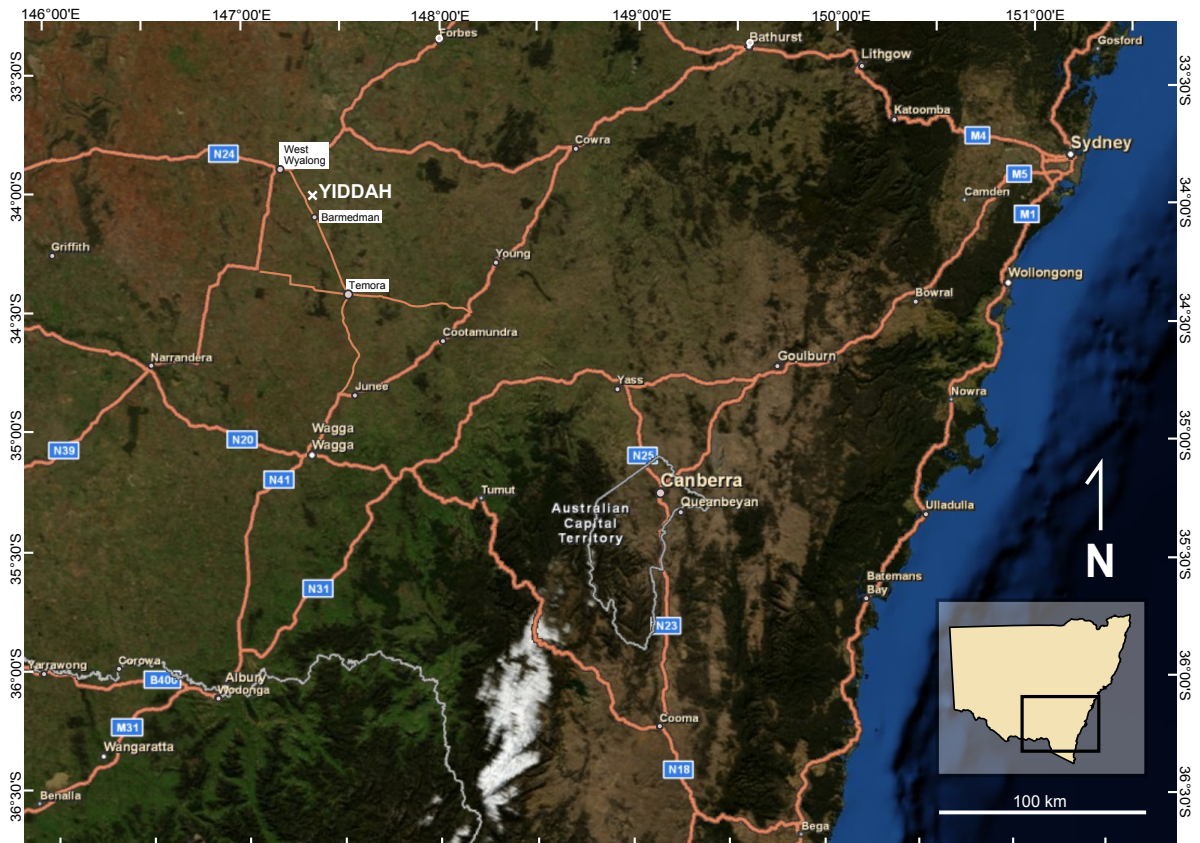 146°00'E
147°00'E
148°00'E
149°00'E
150°00'E
151°00'E
Forbes
Bathurst
Gosford
Lithgow
33°30'S
33°30'S
Katoomba
M4
Cowra
Sydney
West
Wyalong
N24
M5
34°00'S
YIDDAH
Camden
34°00'S
Barmedman
M1
Griffith
Young
Wollongong
Temora
Bowral
34°30'S
Cootamundra
34°30'S
Narrandera
Goulburn
Junee
Yass
Nowra
35°00'S
Wagga
Wagga
N20
35°00'S
N39
N25
N41
Canberra
Tumut
Queanbeyan
Australian
Capital
Territory
Ulladulla
35°30'S
35°30'S
N
Batemans
Bay
N31
N23
36°00'S
Yarrawong
Corowa
B400
Albury
Wodonga
36°00'S
M31
Cooma
Wangaratta
N18
36°30'S
Benalla
100 km
36°30'S
Bega